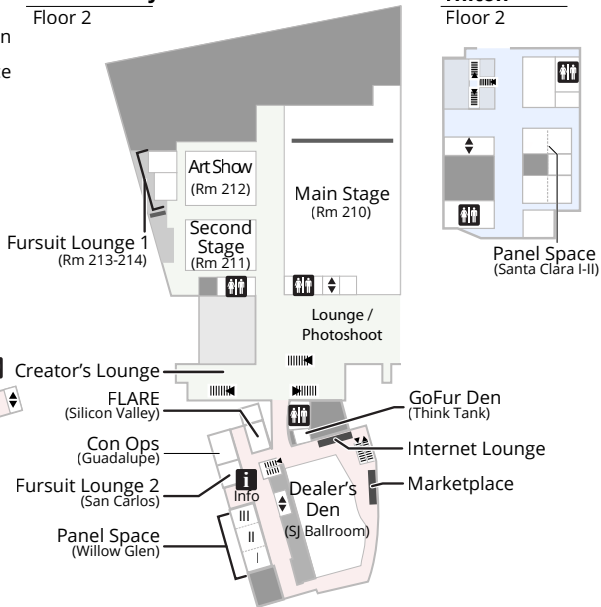 Floor 2
Floor 2
Art Show
(Rm 212)
Main Stage
(Rm 210)
Second
Stage
(Rm 211)
Fursuit Lounge 1
(Rm 213-214)
Panel Space
(Santa Clara I-II)
Lounge /
Photoshoot
Creator's Lounge
FLARE
(Silicon Valley)
GoFur Den
(Think Tank)
Con Ops
(Guadalupe)
Internet Lounge
Fursuit Lounge 2
(San Carlos)
i
Info
Dealer's
Den
(SJ Ballroom)
Marketplace
Panel Space
(Willow Glen)
III
II
I